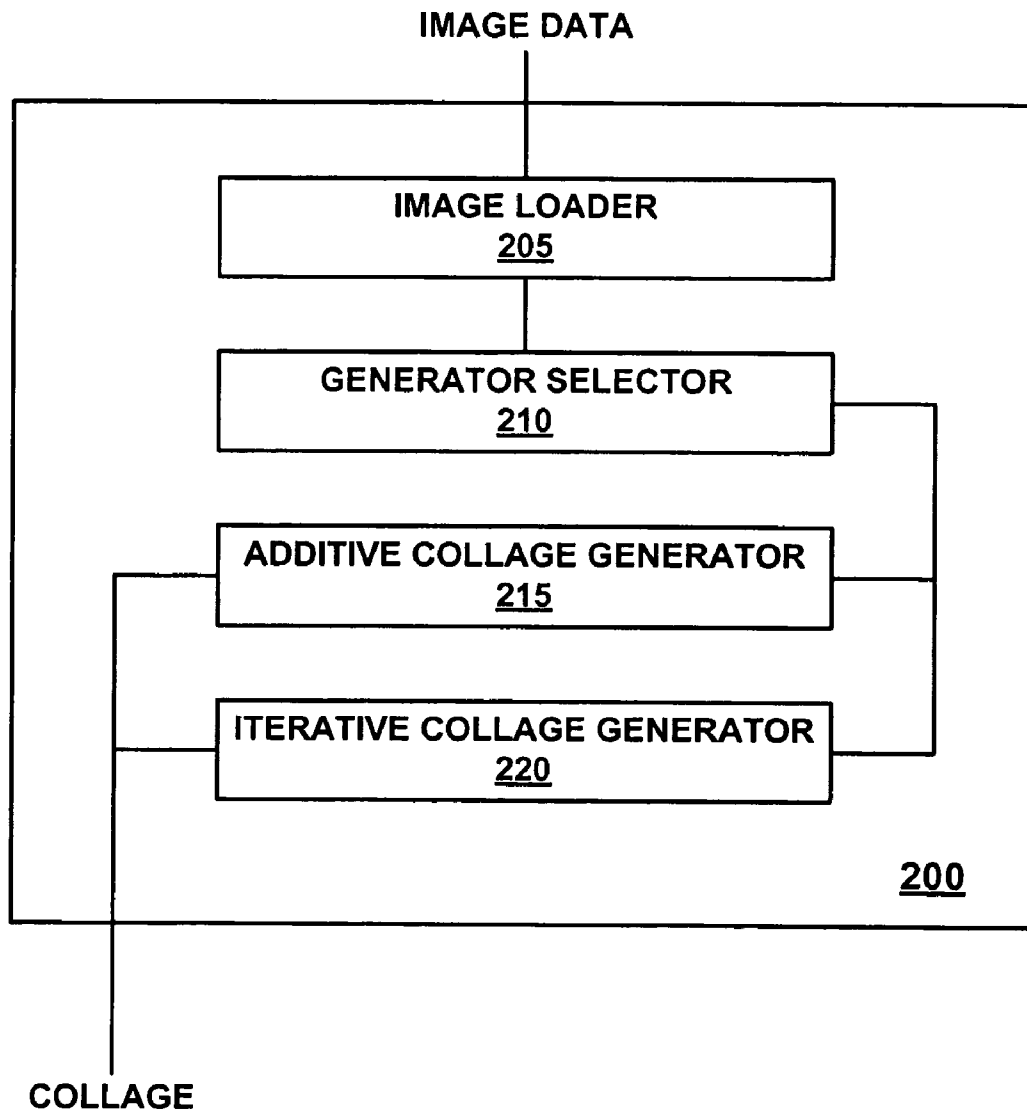 IMAGE DATA
IMAGE LOADER
205
GENERATOR SELECTOR
210
ADDITIVE COLLAGE GENERATOR
215
ITERATIVE COLLAGE GENERATOR
220
200
COLLAGE